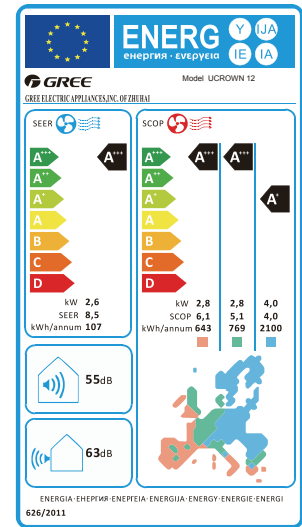 ENERG Y IJA
енергия · ενεργεια IE IA
GREE Model UCROWN 12
GREE ELECTRIC APPLIANCES,INC. OF ZHUHAI
SEER SCOP
A+++ A+++ A+++ A+++ A+++
A++ A++
A+ A+ A+
A A
B B
C C
D D
kW 2,6 kW 2,8 2,8 4,0
SEER 8,5 SCOP 6,1 5,1 4,0
kWh/annum 107 kWh/annum 643 769 2100
55dB
63dB
ENERGIA·ЕНЕРГИЯ·ΕΝΕΡΓΕΙΑ·ENERGIJA·ENERGY·ENERGIE·ENERGI
626/2011